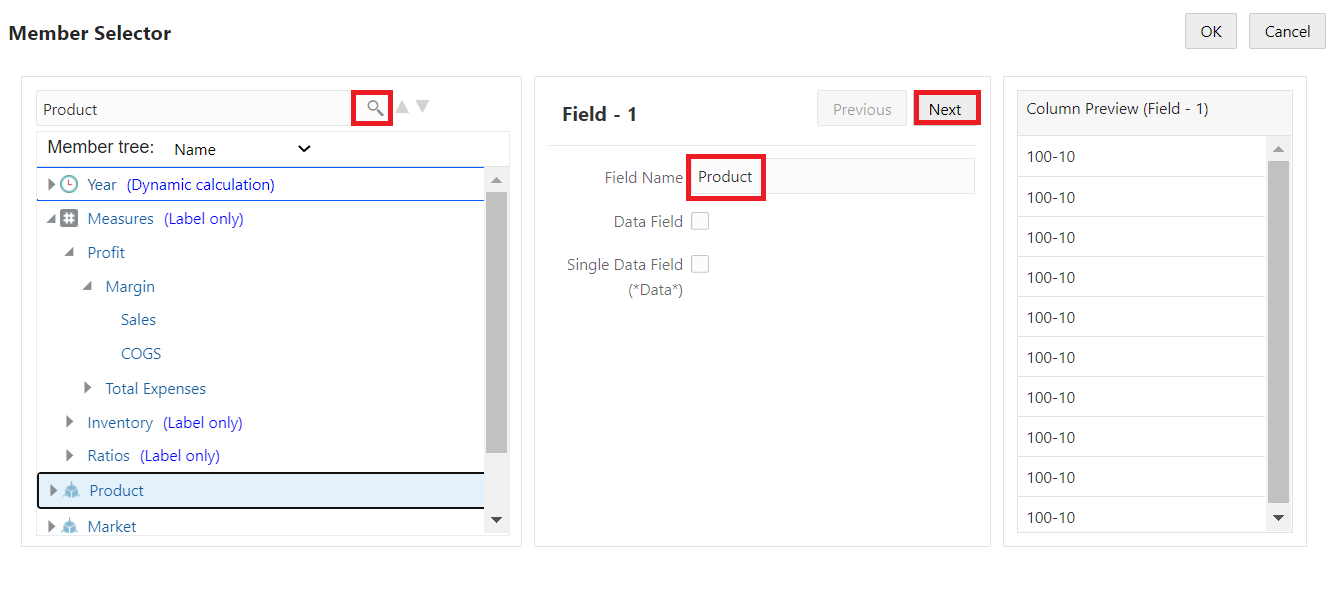 Member Selector
OK
Cancel
Product
Member tree: Name
Year (Dynamic calculation)
Measures (Label only)
Profit
Margin
Sales
COGS
Total Expenses
Inventory (Label only)
Ratios (Label only)
Product
Market
Field - 1
Previous
Next
Field Name Product
Data Field
Single Data Field
(*Data*)
Column Preview (Field - 1)
100-10
100-10
100-10
100-10
100-10
100-10
100-10
100-10
100-10
100-10